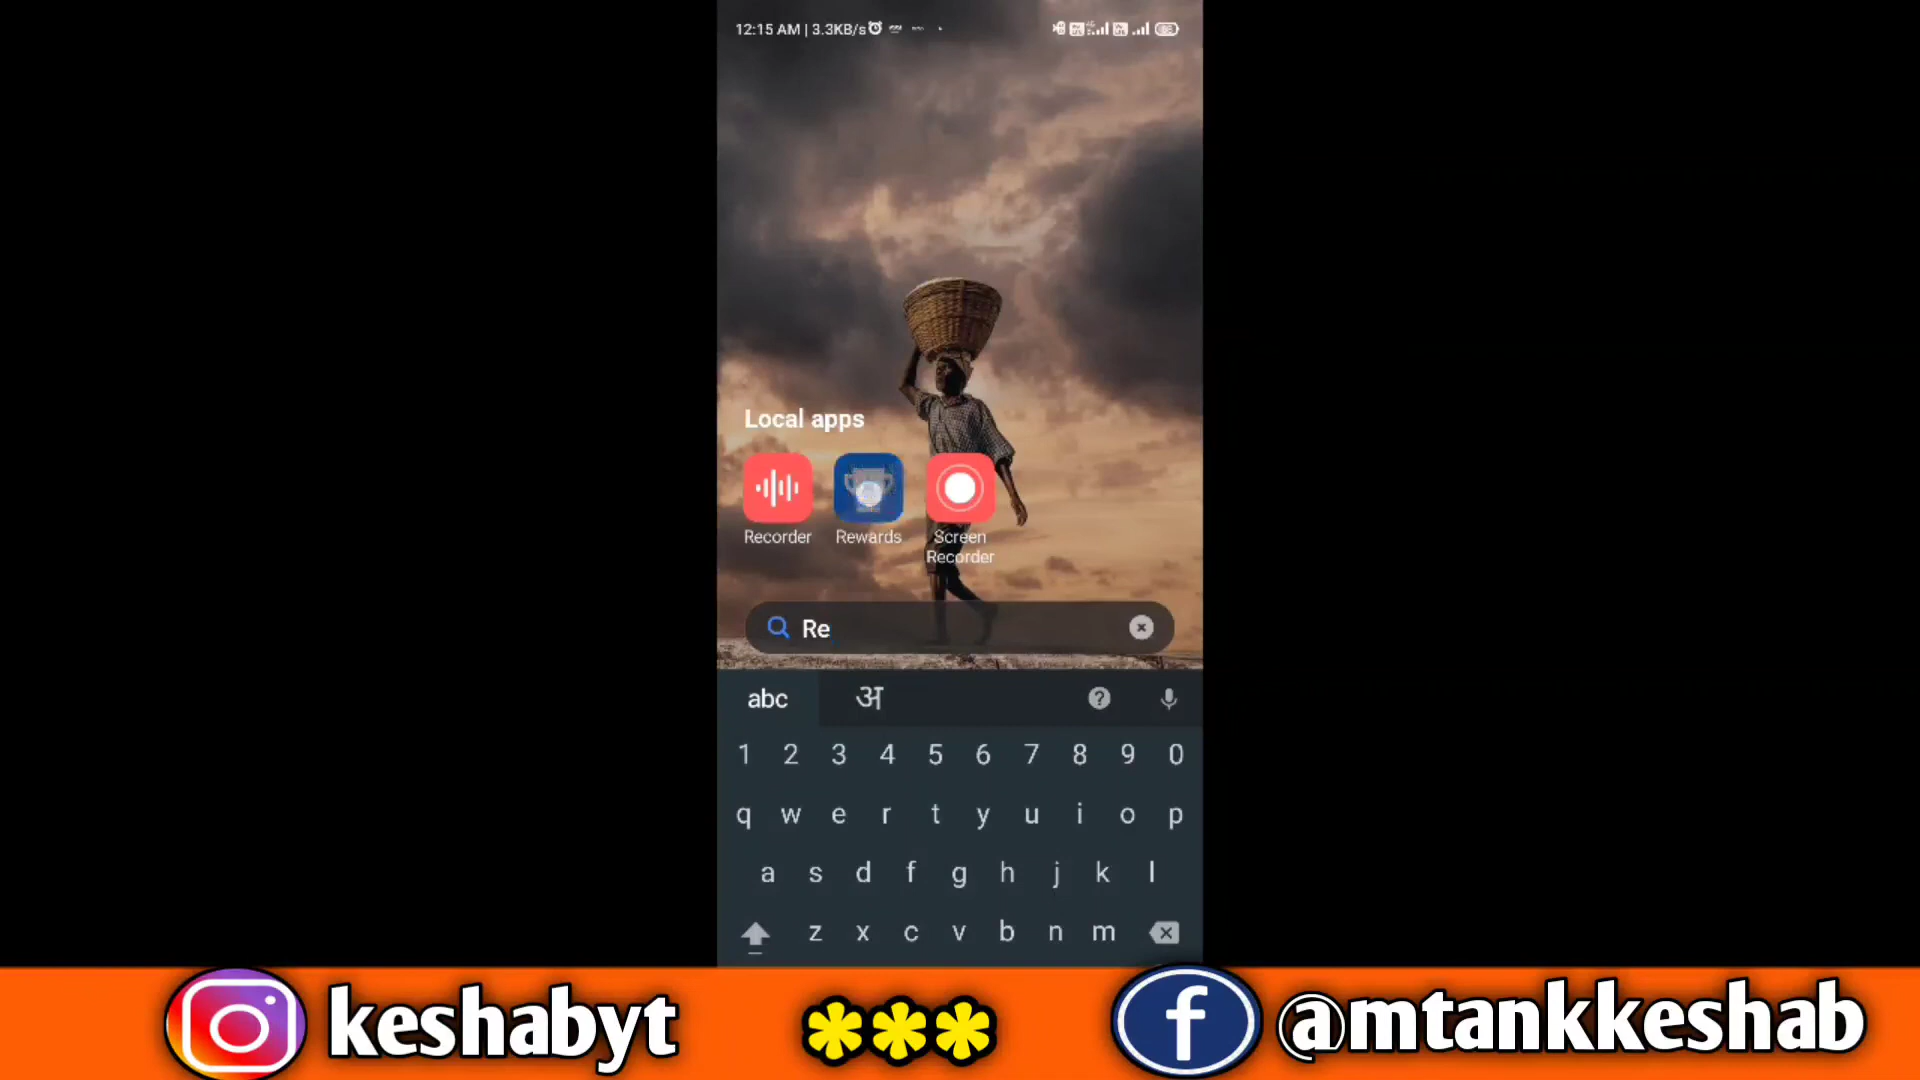 12:15 AM | 3.3KB/s
Local apps
Recorder
Rewards
Screen
Recorder
Re
abc अ
1 2 3 4 5 6 7 8 9 0
q w e r t y u i o p
a s d f g h j k l
z x c v b n m
keshabyt *** @mtankkeshab